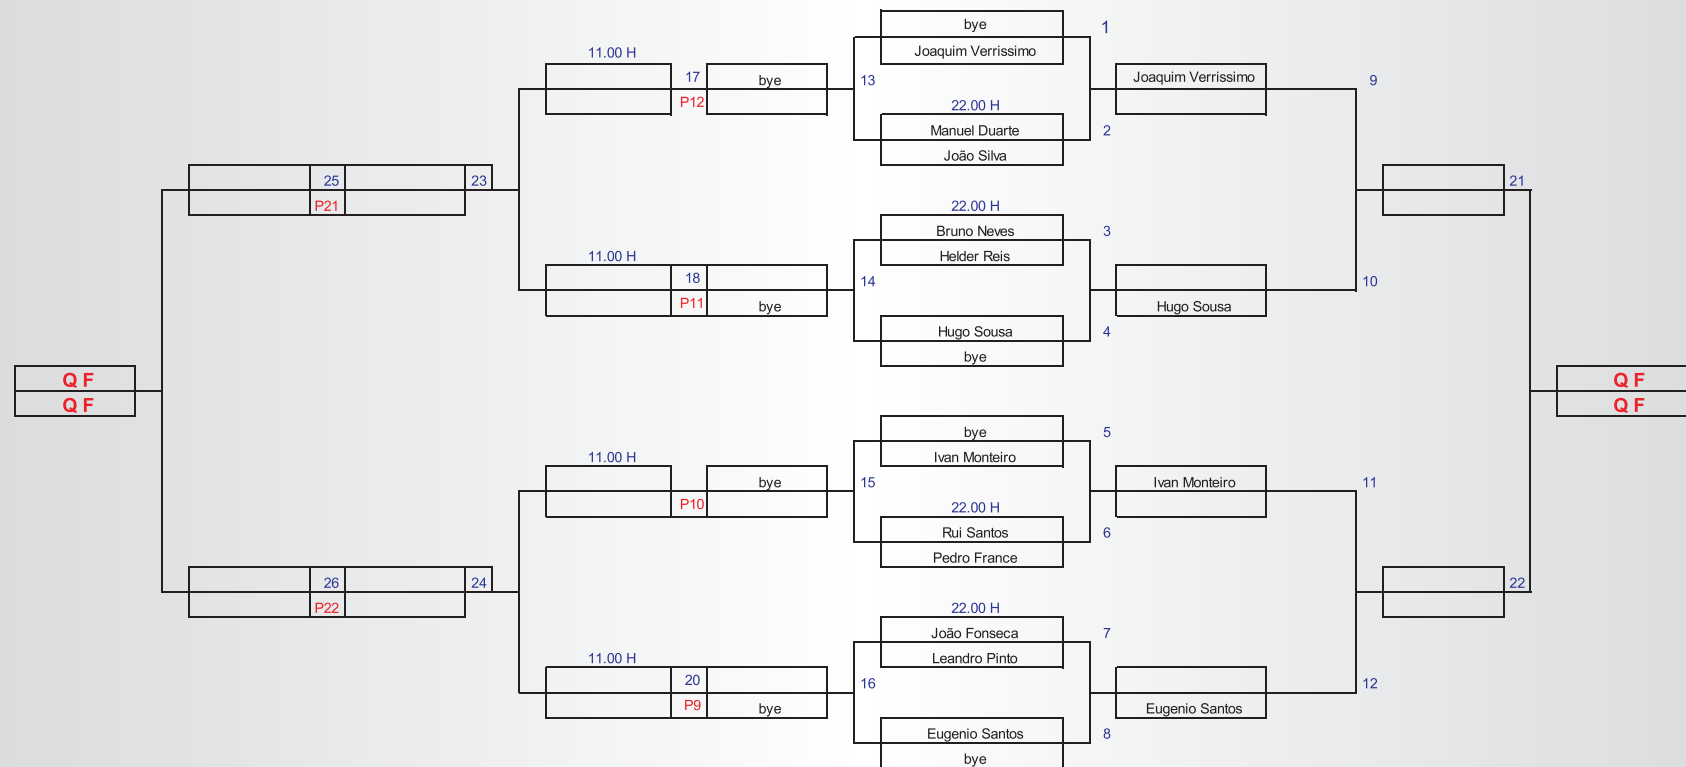 bye
1
Joaquim Verrissimo
11.00 H
17
bye
13
Joaquim Verrissimo
9
P12
22.00 H
Manuel Duarte
2
João Silva
25
23
21
P21
22.00 H
Bruno Neves
3
Helder Reis
11.00 H
18
14
10
P11
bye
Hugo Sousa
Hugo Sousa
4
bye
Q F
Q F
Q F
Q F
bye
5
Ivan Monteiro
11.00 H
bye
15
Ivan Monteiro
11
P10
22.00 H
Rui Santos
6
Pedro France
26
24
22
P22
22.00 H
João Fonseca
7
Leandro Pinto
11.00 H
20
16
12
P9
bye
Eugenio Santos
Eugenio Santos
8
bye